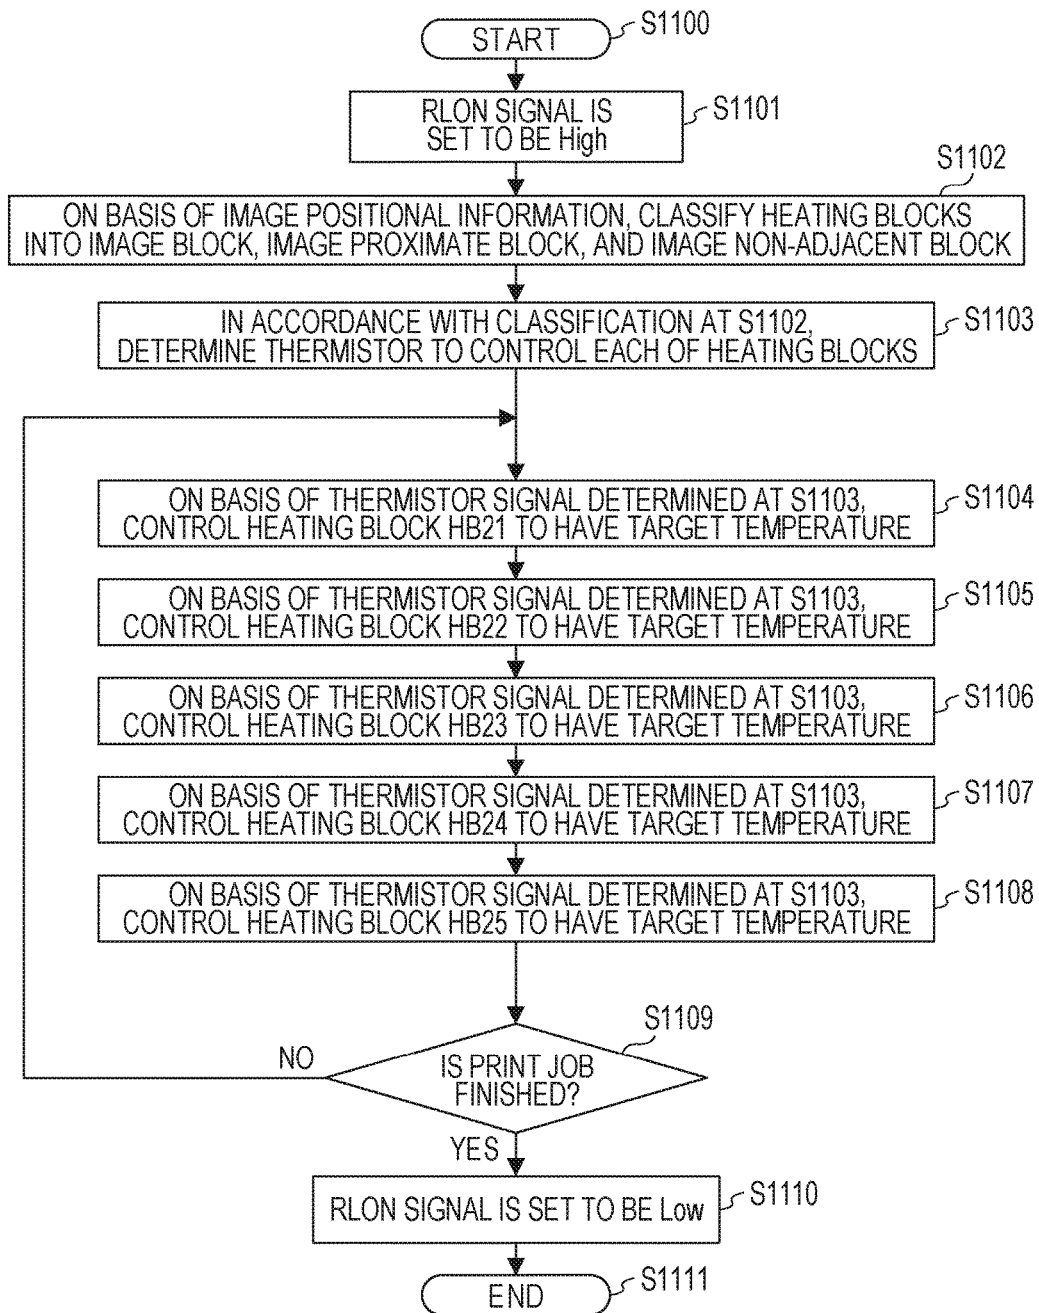 START
S1100
RLON SIGNAL IS
SET TO BE High
S1101
S1102
ON BASIS OF IMAGE POSITIONAL INFORMATION, CLASSIFY HEATING BLOCKS
INTO IMAGE BLOCK, IMAGE PROXIMATE BLOCK, AND IMAGE NON-ADJACENT BLOCK
IN ACCORDANCE WITH CLASSIFICATION AT S1102,
DETERMINE THERMISTOR TO CONTROL EACH OF HEATING BLOCKS
S1103
ON BASIS OF THERMISTOR SIGNAL DETERMINED AT S1103,
CONTROL HEATING BLOCK HB21 TO HAVE TARGET TEMPERATURE
S1104
ON BASIS OF THERMISTOR SIGNAL DETERMINED AT S1103,
CONTROL HEATING BLOCK HB22 TO HAVE TARGET TEMPERATURE
S1105
ON BASIS OF THERMISTOR SIGNAL DETERMINED AT S1103,
CONTROL HEATING BLOCK HB23 TO HAVE TARGET TEMPERATURE
S1106
ON BASIS OF THERMISTOR SIGNAL DETERMINED AT S1103,
CONTROL HEATING BLOCK HB24 TO HAVE TARGET TEMPERATURE
S1107
ON BASIS OF THERMISTOR SIGNAL DETERMINED AT S1103,
CONTROL HEATING BLOCK HB25 TO HAVE TARGET TEMPERATURE
S1108
S1109
IS PRINT JOB
FINISHED?
NO
YES
RLON SIGNAL IS SET TO BE Low
S1110
END
S1111